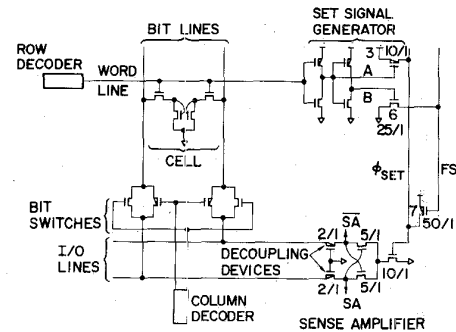 BIT LINES
SET SIGNAL
GENERATOR
ROW
DECODER
WORD
LINE
3
10/1
A
B
6
25/1
CELL
ϕSET
FS
7
50/1
BIT
SWITCHES
I/O
LINES
2/1
SA
5/1
DECOUPLING
DEVICES
10/1
2/1
SA
5/1
COLUMN
DECODER
SENSE AMPLIFIER